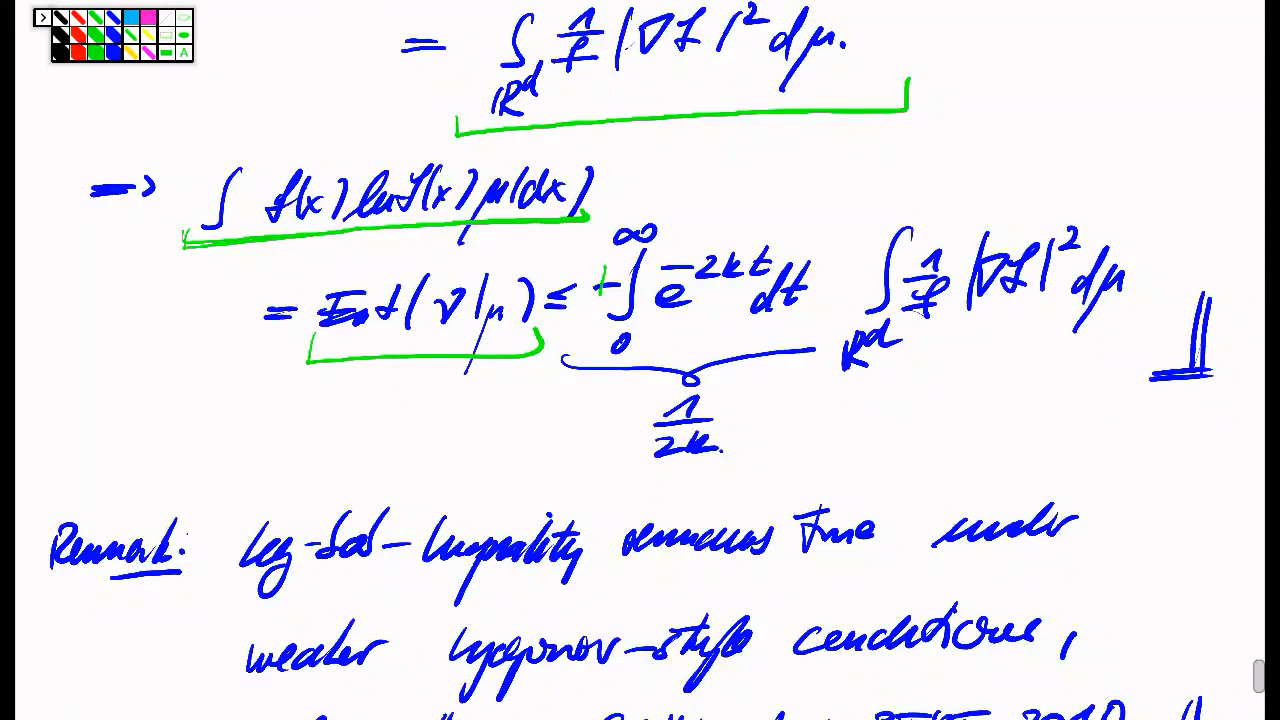 = ∫_{ℝ^d} 1/f |∇f|² dμ.
⇒ ∫ f(x) ln f(x) μ(dx)
= Ent(ν|μ) ≤ + ∫_0^∞ e^{-2kt} dt ∫_{ℝ^d} 1/f |∇f|² dμ
1/2k.
Remark: log-Sob-Inequality remains true under
weaker Lyapunov-style conditions,